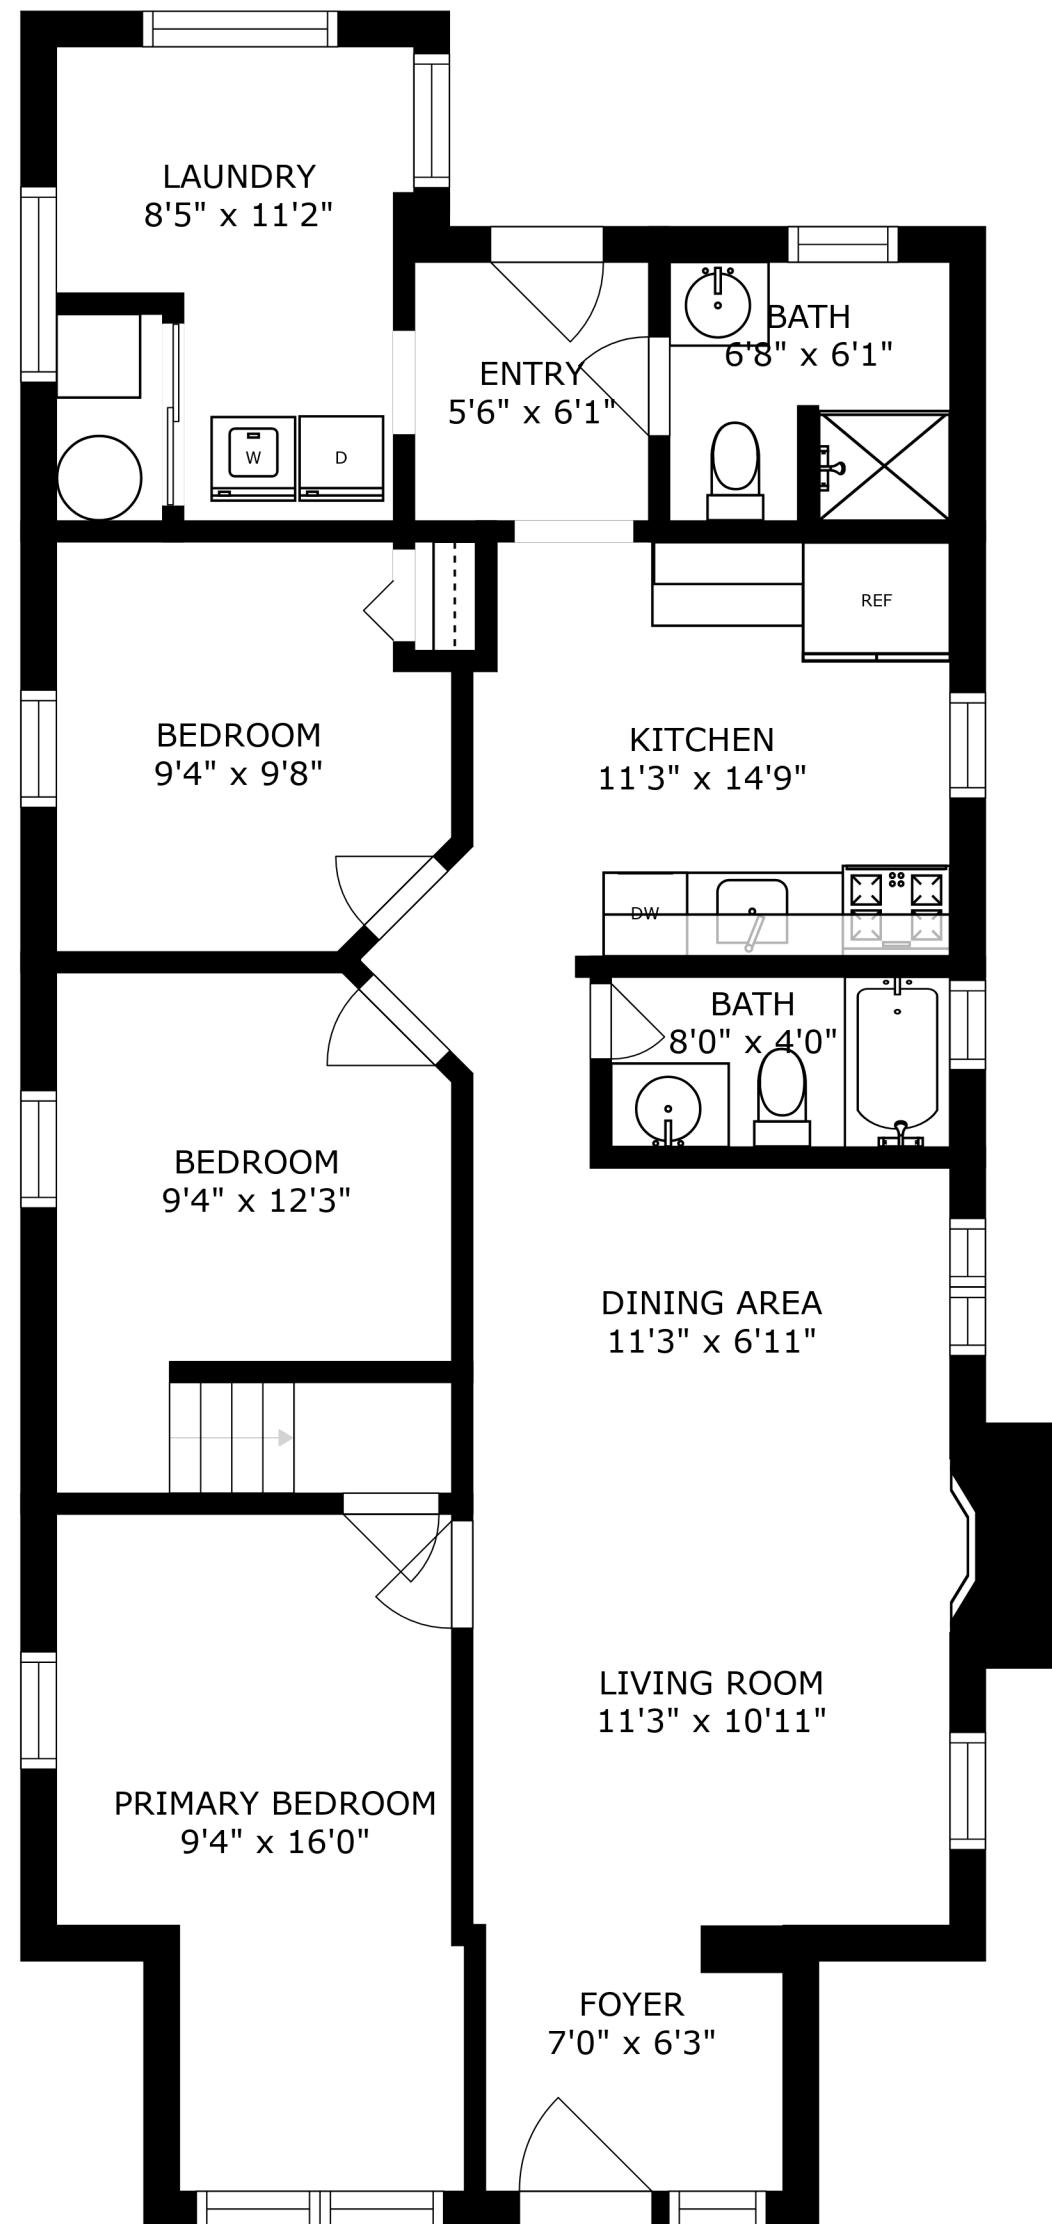 LAUNDRY
8'5" x 11'2"
BATH
6'8" x 6'1"
ENTRY
5'6" x 6'1"
W
D
REF
BEDROOM
9'4" x 9'8"
KITCHEN
11'3" x 14'9"
DW
BATH
8'0" x 4'0"
BEDROOM
9'4" x 12'3"
DINING AREA
11'3" x 6'11"
LIVING ROOM
11'3" x 10'11"
PRIMARY BEDROOM
9'4" x 16'0"
FOYER
7'0" x 6'3"